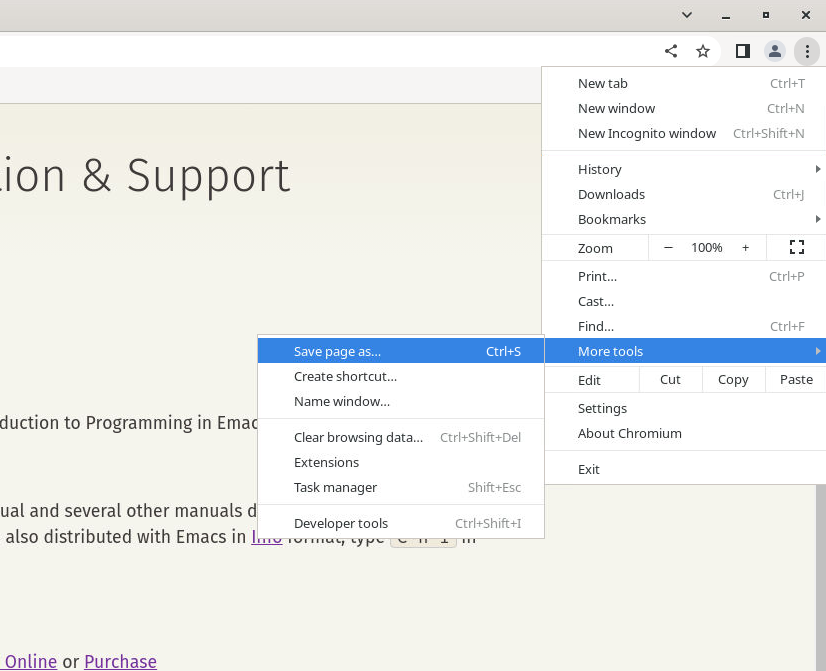 New tab Ctrl+T
New window Ctrl+N
New Incognito window Ctrl+Shift+N
History
Downloads Ctrl+J
Bookmarks
Zoom − 100% +
Print... Ctrl+P
Cast...
Find... Ctrl+F
More tools
Edit Cut Copy Paste
Settings
About Chromium
Exit
Save page as... Ctrl+S
Create shortcut...
Name window...
Clear browsing data... Ctrl+Shift+Del
Extensions
Task manager Shift+Esc
Developer tools Ctrl+Shift+I
tion & Support
duction to Programming in Emac
ual and several other manuals d
also distributed with Emacs in Info format, type C-h i in
Online or Purchase